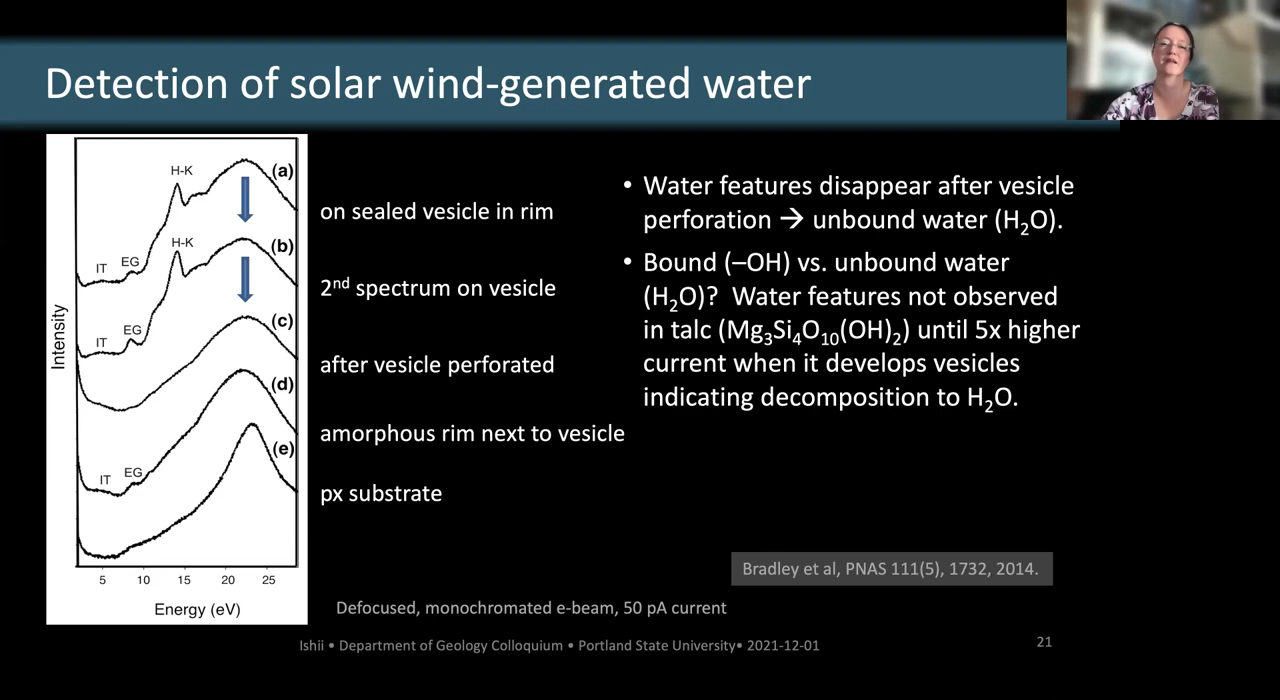 Detection of solar wind-generated water
(a)
H-K
IT
EG
(b)
H-K
IT
EG
(c)
(d)
IT
EG
(e)
Intensity
5 10 15 20 25
Energy (eV)
on sealed vesicle in rim
2nd spectrum on vesicle
after vesicle perforated
amorphous rim next to vesicle
px substrate
• Water features disappear after vesicle
perforation → unbound water (H₂O).
• Bound (–OH) vs. unbound water
(H₂O)? Water features not observed
in talc (Mg₃Si₄O₁₀(OH)₂) until 5x higher
current when it develops vesicles
indicating decomposition to H₂O.
Bradley et al, PNAS 111(5), 1732, 2014.
Defocused, monochromated e-beam, 50 pA current
Ishii • Department of Geology Colloquium • Portland State University• 2021-12-01
21